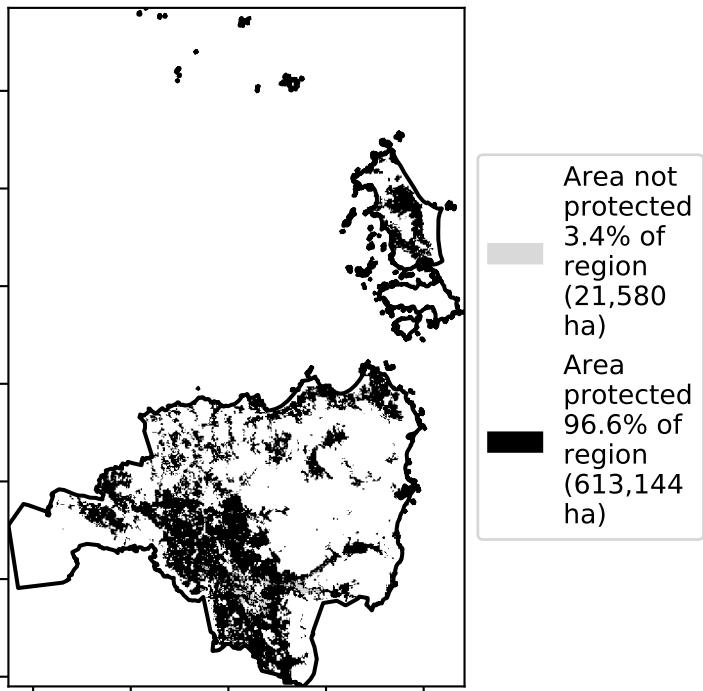 Area not
protected
3.4% of
region
(21,580
ha)
Area
protected
96.6% of
region
(613,144
ha)